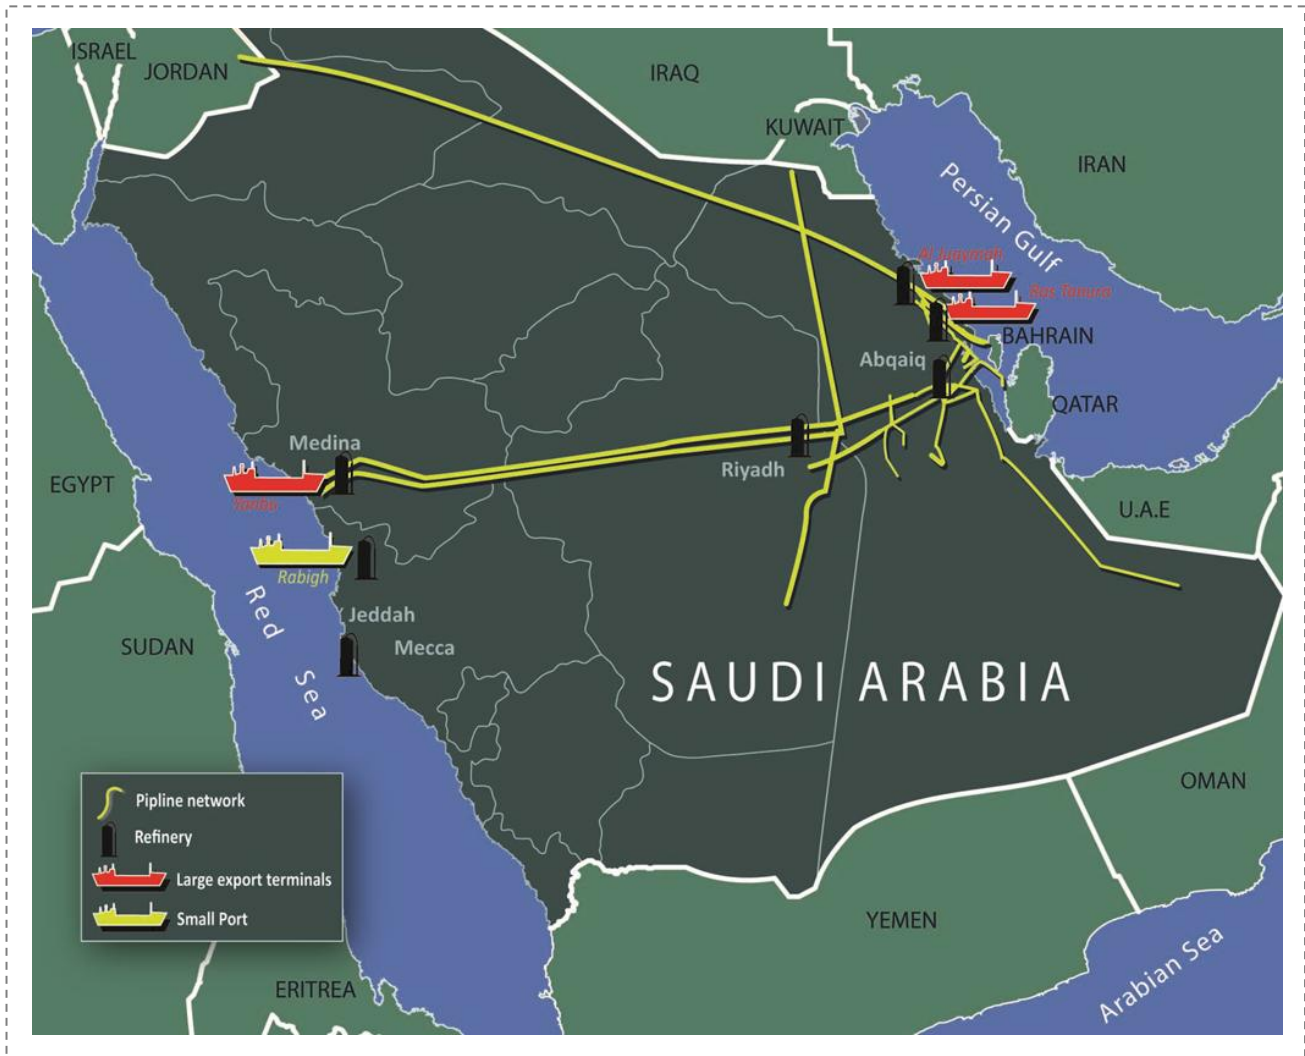 ISRAEL
JORDAN
IRAQ
KUWAIT
IRAN
Persian Gulf
Al Juaymah
Ras Tanura
BAHRAIN
Abqaiq
QATAR
Medina
Riyadh
EGYPT
Yanbu
U.A.E
Rabigh
Red Sea
Jeddah
SUDAN
Mecca
SAUDI ARABIA
OMAN
Pipline network
Refinery
Large export terminals
Small Port
YEMEN
Arabian Sea
ERITREA